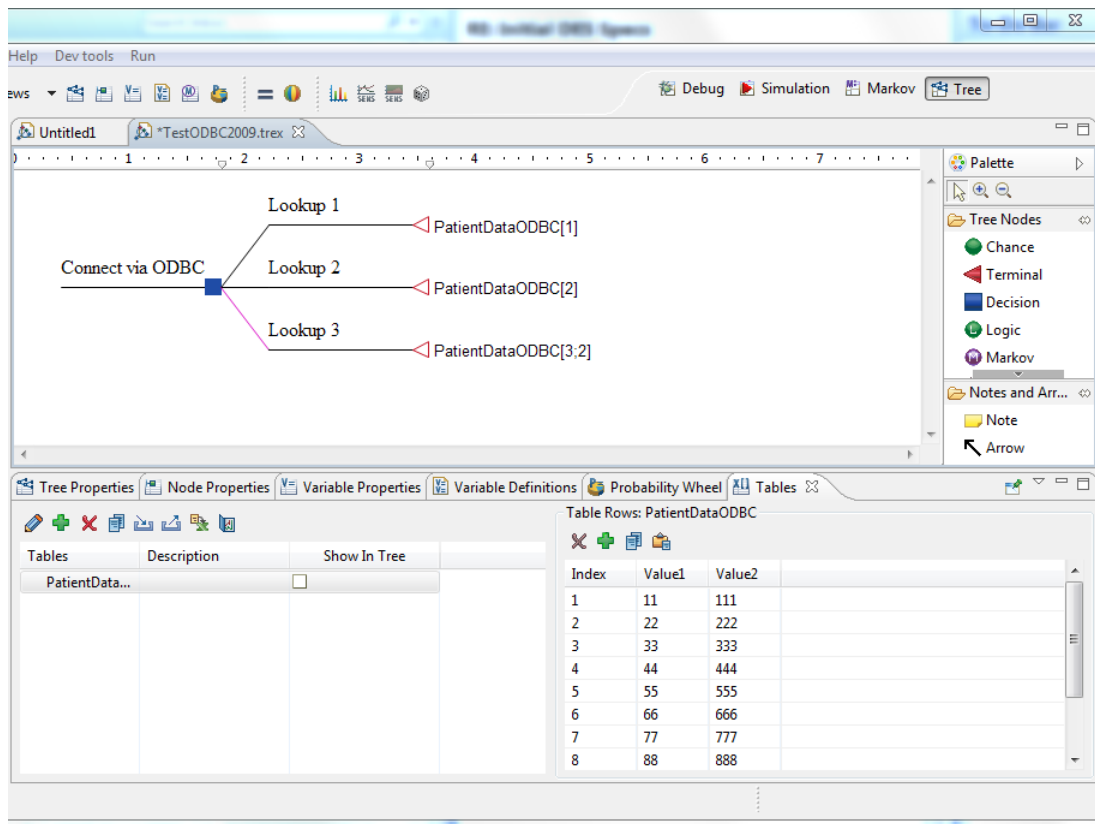 Help Dev tools Run
ews
Debug Simulation Markov Tree
Untitled1 *TestODBC2009.trex
1 2 3 4 5 6 7
Palette
Lookup 1
PatientDataODBC[1]
Connect via ODBC
Lookup 2
PatientDataODBC[2]
Lookup 3
PatientDataODBC[3;2]
Tree Nodes
Chance
Terminal
Decision
Logic
Markov
Notes and Arr...
Note
Arrow
Tree Properties Node Properties Variable Properties Variable Definitions Probability Wheel Tables
Tables Description Show In Tree
PatientData...
Table Rows: PatientDataODBC
Index Value1 Value2
1 11 111
2 22 222
3 33 333
4 44 444
5 55 555
6 66 666
7 77 777
8 88 888